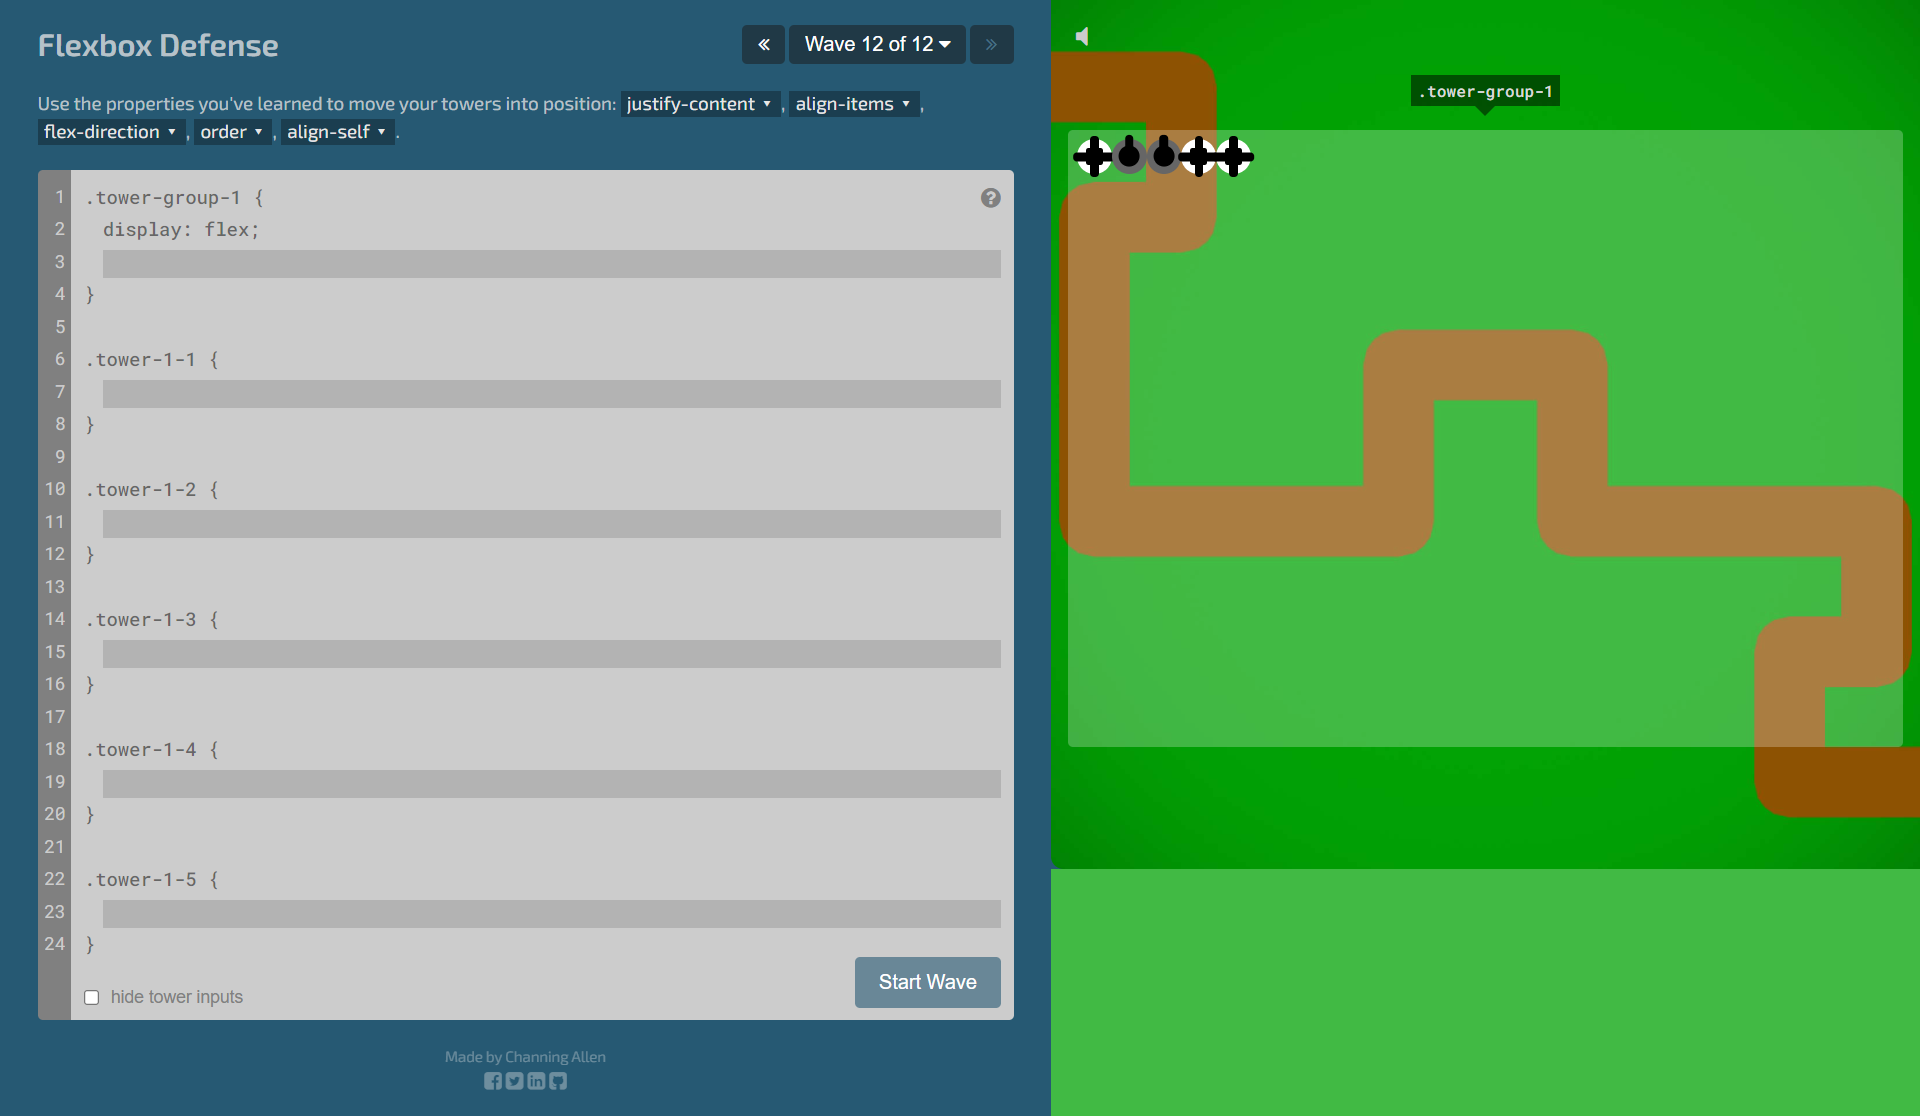 Flexbox Defense
« Wave 12 of 12 »
Use the properties you've learned to move your towers into position: justify-content ▼ , align-items ▼ ,
flex-direction ▼ , order ▼ , align-self ▼ .
1 .tower-group-1 {
2 display: flex;
3
4 }
5
6 .tower-1-1 {
7
8 }
9
10 .tower-1-2 {
11
12 }
13
14 .tower-1-3 {
15
16 }
17
18 .tower-1-4 {
19
20 }
21
22 .tower-1-5 {
23
24 }
hide tower inputs
Start Wave
Made by Channing Allen
.tower-group-1